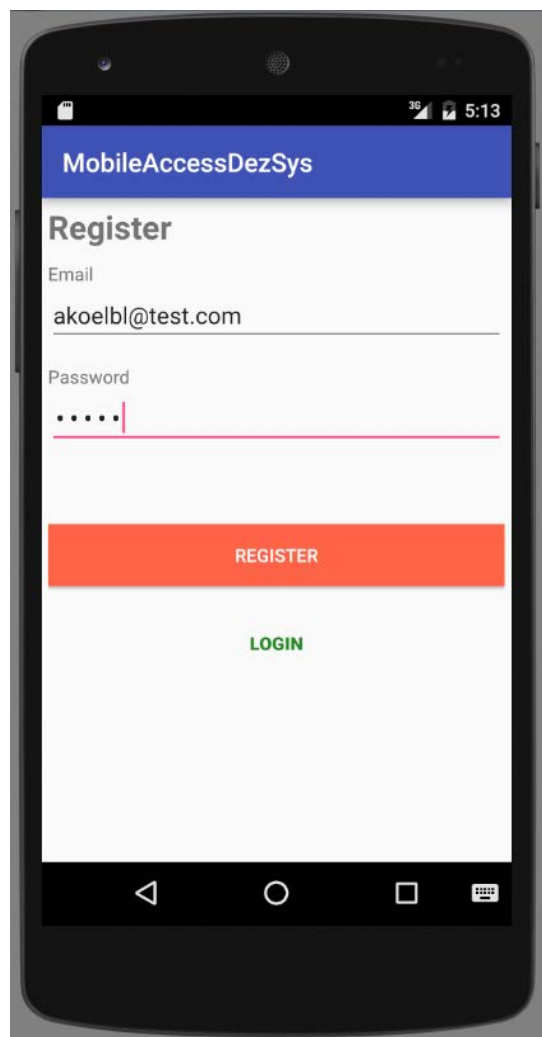 3G 5:13
MobileAccessDezSys
Register
Email
akoelbl@test.com
Password
•••••
REGISTER
LOGIN